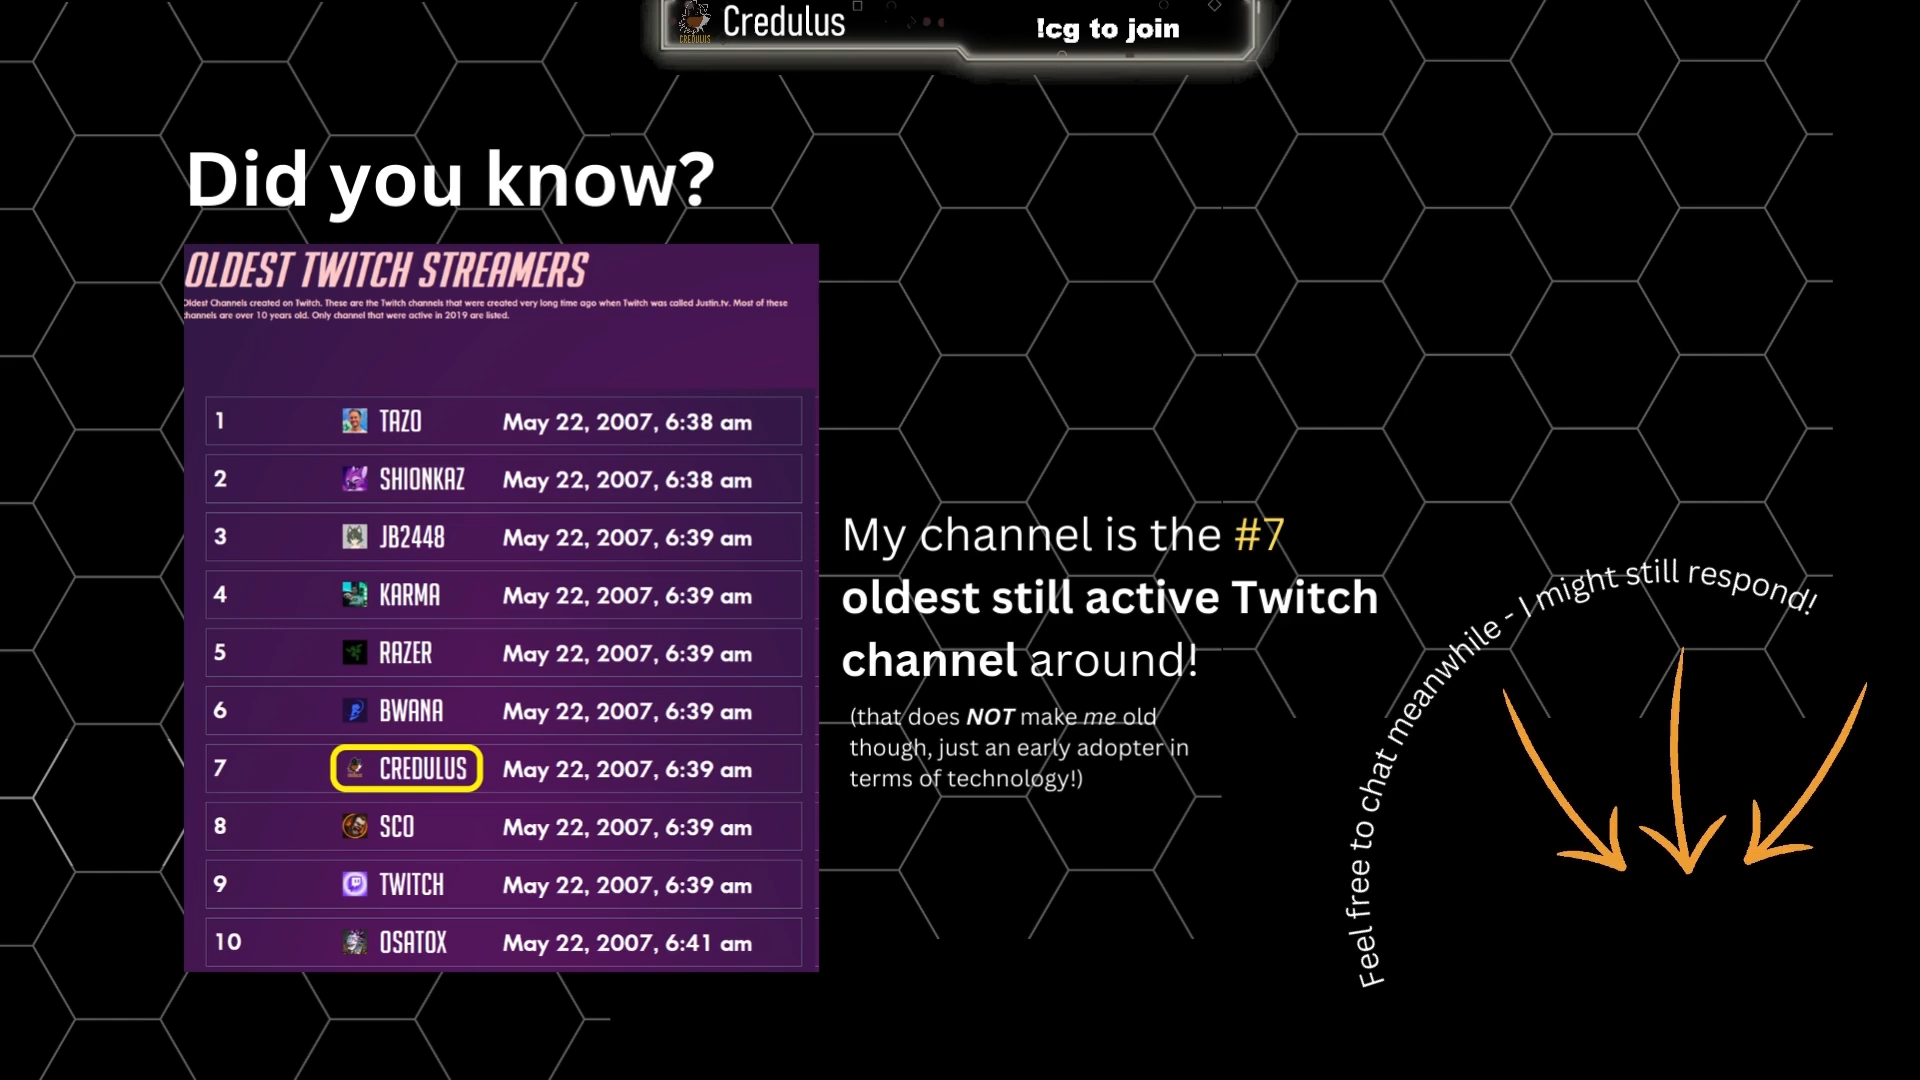 Credulus
!cg to join
Did you know?
OLDEST TWITCH STREAMERS
Oldest Channels created on Twitch. These are the Twitch channels that were created very long time ago when Twitch was called Justin.tv. Most of these
channels are over 10 years old. Only channel that were active in 2019 are listed.
1 TAZO May 22, 2007, 6:38 am
2 SHIONKAZ May 22, 2007, 6:38 am
3 JB2448 May 22, 2007, 6:39 am
4 KARMA May 22, 2007, 6:39 am
5 RAZER May 22, 2007, 6:39 am
6 BWANA May 22, 2007, 6:39 am
7 CREDULUS May 22, 2007, 6:39 am
8 SCO May 22, 2007, 6:39 am
9 TWITCH May 22, 2007, 6:39 am
10 OSATOX May 22, 2007, 6:41 am
My channel is the #7
oldest still active Twitch
channel around!
(that does NOT make me old
though, just an early adopter in
terms of technology!)
Feel free to chat meanwhile - I might still respond!